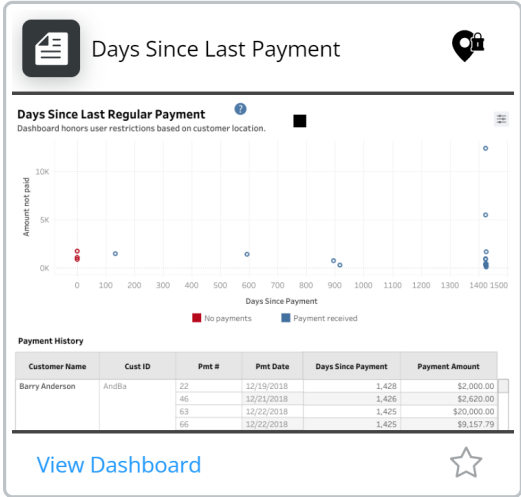 Days Since Last Payment
Days Since Last Regular Payment ?
Dashboard honors user restrictions based on customer location.
Amount not paid
10K
5K
0K
0 100 200 300 400 500 600 700 800 900 1000 1100 1200 1300 1400 1500
Days Since Payment
No payments Payment received
Payment History
Customer Name Cust ID Pmt # Pmt Date Days Since Payment Payment Amount
Barry Anderson AndBa 22 12/19/2018 1,428 $2,000.00
46 12/21/2018 1,426 $2,620.00
63 12/22/2018 1,425 $20,000.00
66 12/22/2018 1,425 $9,157.79
View Dashboard